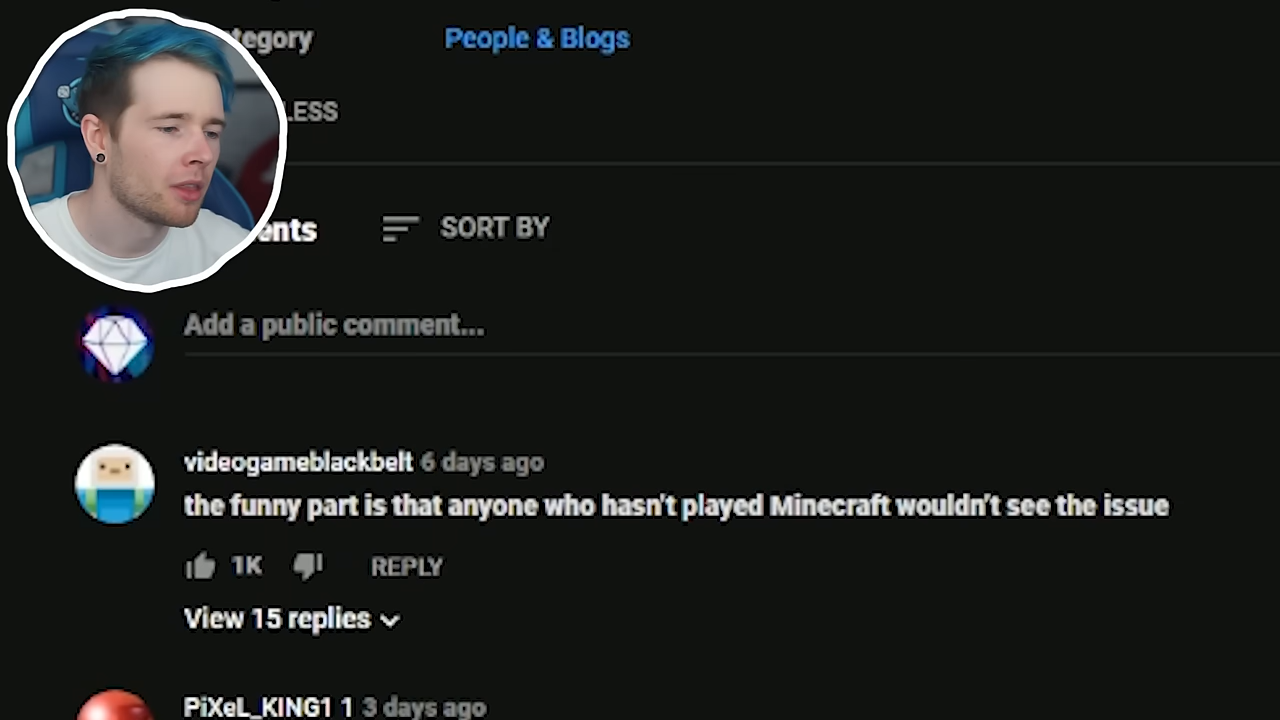 tegory People & Blogs
LESS
ents SORT BY
Add a public comment...
videogameblackbelt 6 days ago
the funny part is that anyone who hasn't played Minecraft wouldn't see the issue
1K REPLY
View 15 replies
PiXeL_KING1 1 3 days ago